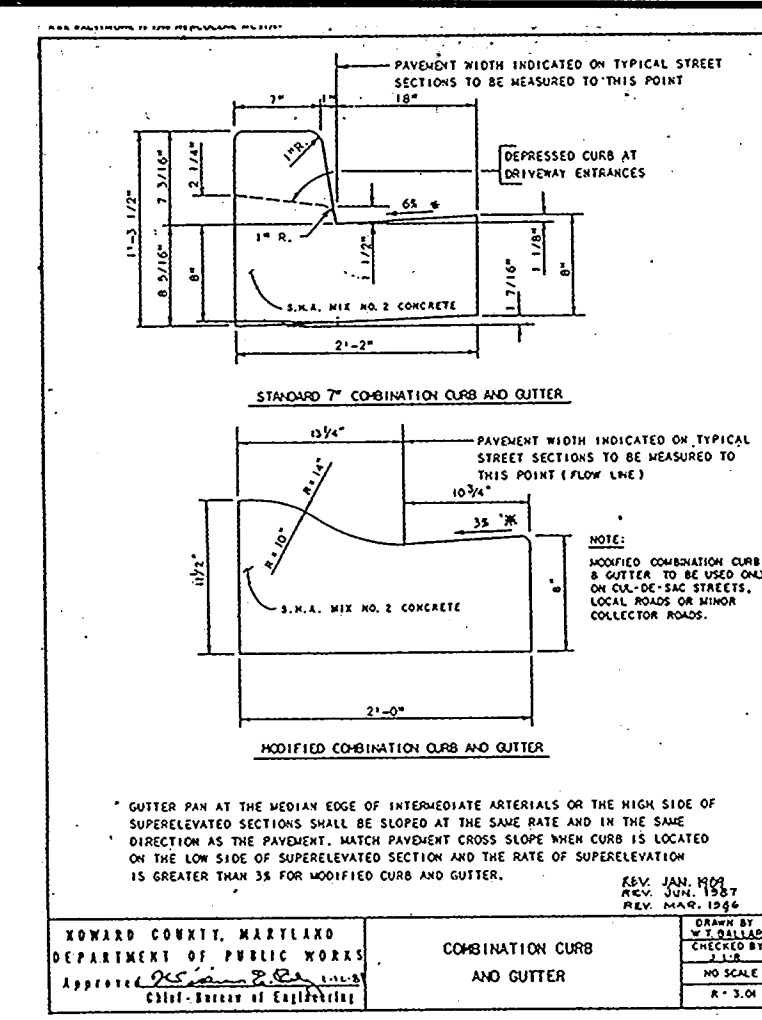 PAVEMENT WIDTH INDICATED ON TYPICAL STREET
SECTIONS TO BE MEASURED TO THIS POINT
7" 1" 18"
1" R.
DEPRESSED CURB AT
DRIVEWAY ENTRANCES
1'-3 1/2"
7 3/16"
2 1/4"
6% *
1" R.
1 1/2"
1 1/8"
8 5/16"
8"
8"
1 7/16"
S.H.A. MIX NO. 2 CONCRETE
2'-2"
STANDARD 7" COMBINATION CURB AND GUTTER
13 1/4"
PAVEMENT WIDTH INDICATED ON TYPICAL
STREET SECTIONS TO BE MEASURED TO
THIS POINT (FLOW LINE)
R = 14"
R = 10"
10 3/4"
3% *
11 1/2"
8"
S.H.A. MIX NO. 2 CONCRETE
NOTE:
MODIFIED COMBINATION CURB
& GUTTER TO BE USED ONLY
ON CUL-DE-SAC STREETS,
LOCAL ROADS OR MINOR
COLLECTOR ROADS.
2'-0"
MODIFIED COMBINATION CURB AND GUTTER
* GUTTER PAN AT THE MEDIAN EDGE OF INTERMEDIATE ARTERIALS OR THE HIGH SIDE OF
SUPERELEVATED SECTIONS SHALL BE SLOPED AT THE SAME RATE AND IN THE SAME
DIRECTION AS THE PAVEMENT. MATCH PAVEMENT CROSS SLOPE WHEN CURB IS LOCATED
ON THE LOW SIDE OF SUPERELEVATED SECTION AND THE RATE OF SUPERELEVATION
IS GREATER THAN 3% FOR MODIFIED CURB AND GUTTER.
REV. JAN.
REV. JUN. 1987
REV. MAR. 1986
HOWARD COUNTY, MARYLAND
DEPARTMENT OF PUBLIC WORKS
Approved
Chief-Bureau of Engineering
COMBINATION CURB
AND GUTTER
DRAWN BY
W.T. DALLAR
CHECKED BY
NO SCALE
R - 3.01